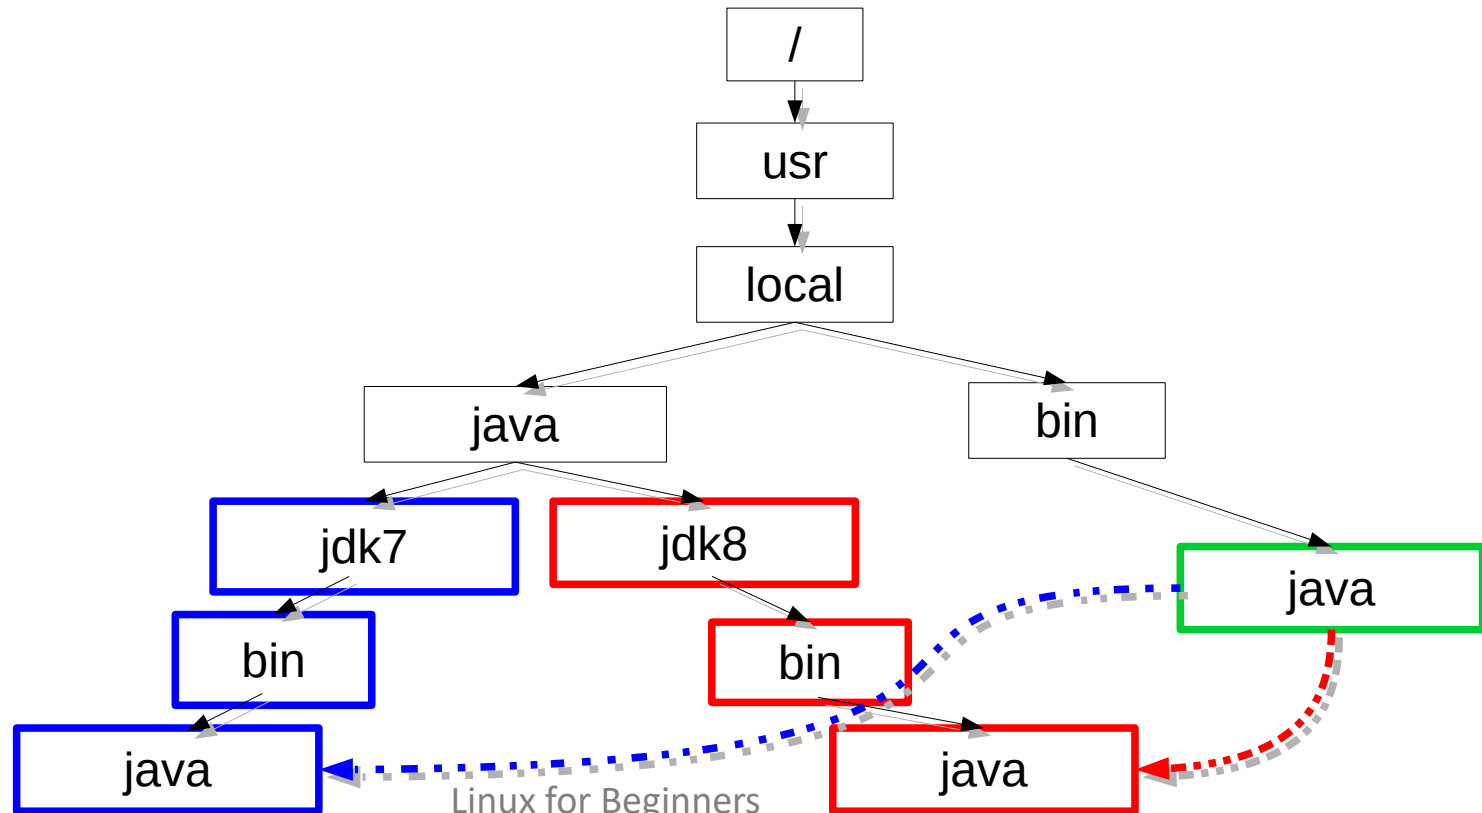 /
usr
local
java
bin
jdk7
jdk8
java
bin
bin
java
java
Linux for Beginners